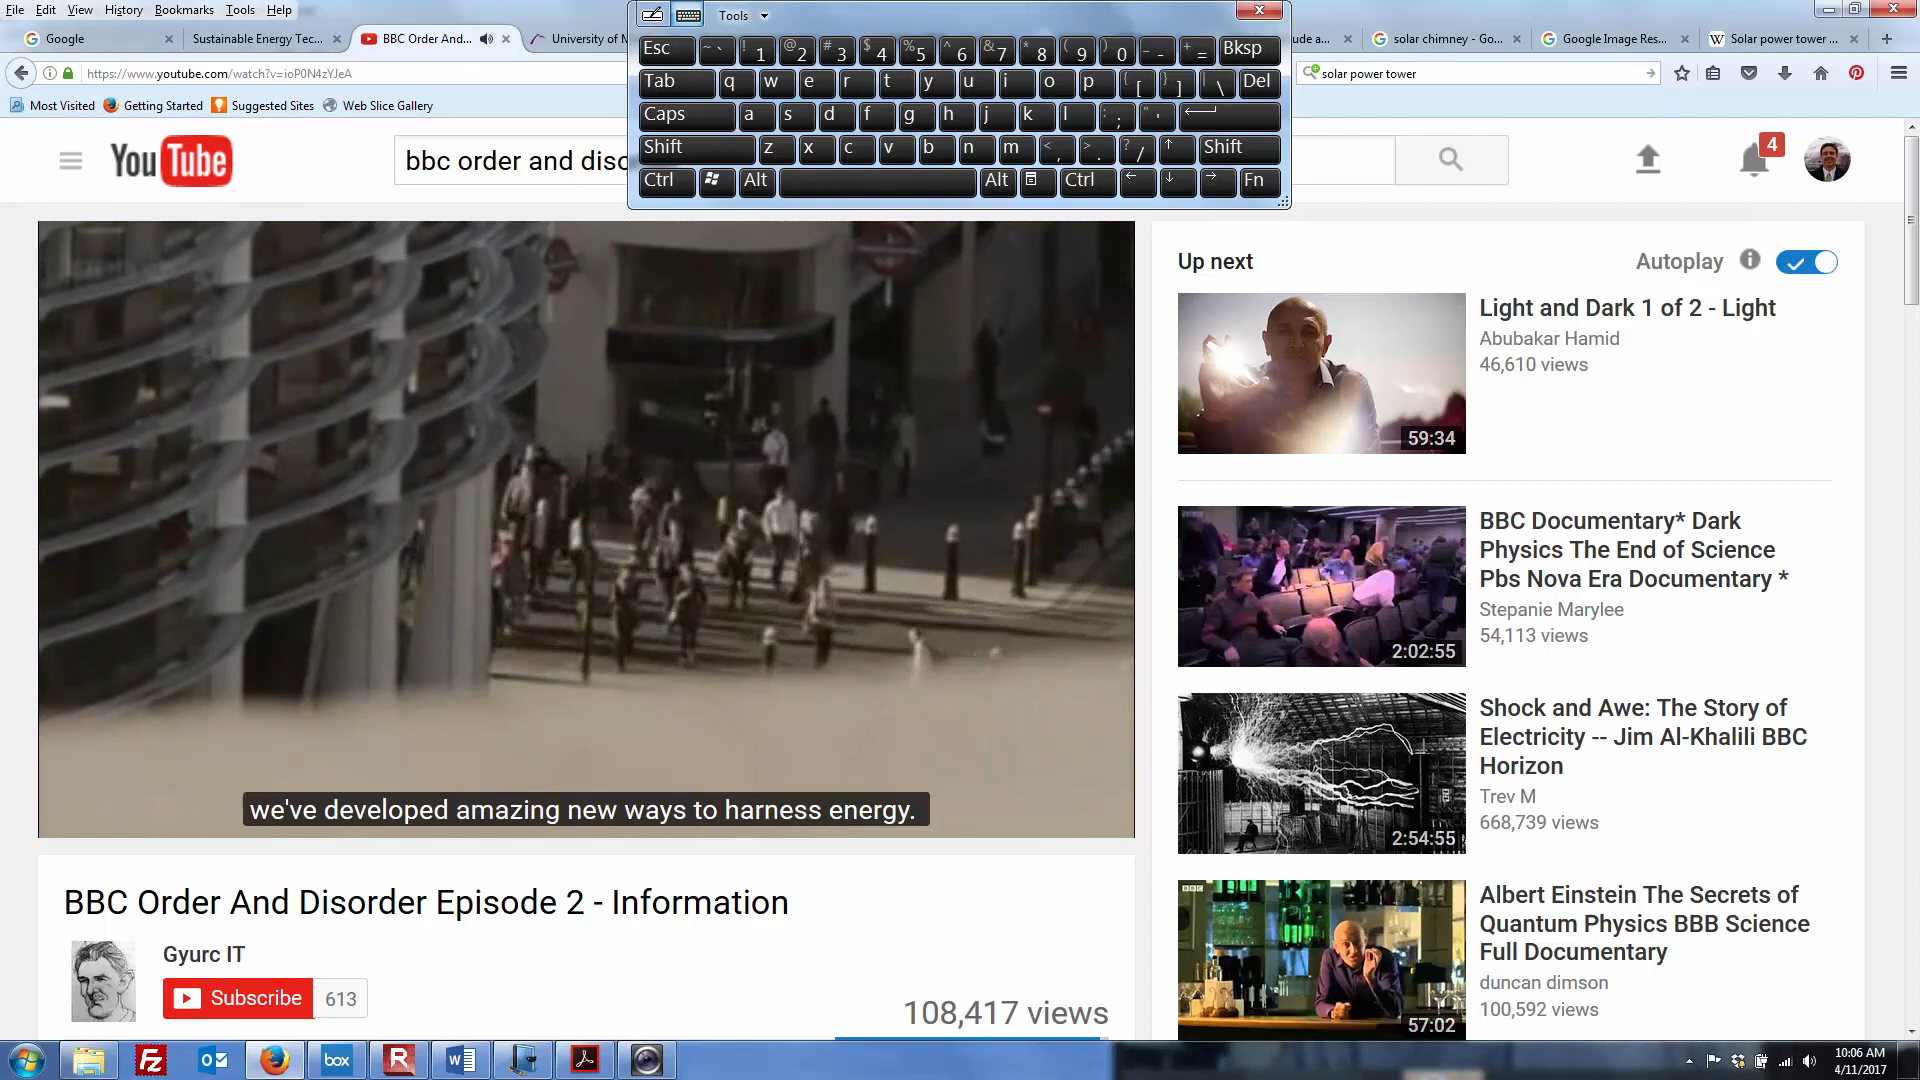 File Edit View History Bookmarks Tools Help
Google
Sustainable Energy Tec...
BBC Order And...
University of N
ude a...
solar chimney - Go...
Google Image Res...
Solar power tower ...
https://www.youtube.com/watch?v=ioP0N4zYJeA
solar power tower
Most Visited Getting Started Suggested Sites Web Slice Gallery
Tools
Esc ~ ` ! 1 @ 2 # 3 $ 4 % 5 ^ 6 & 7 * 8 ( 9 ) 0 _ - + = Bksp
Tab q w e r t y u i o p { [ } ] | \ Del
Caps a s d f g h j k l : ; " '
Shift z x c v b n m < , > . ? / Shift
Ctrl Alt Alt Ctrl Fn
YouTube
bbc order and diso
4
we've developed amazing new ways to harness energy.
BBC Order And Disorder Episode 2 - Information
Gyurc IT
Subscribe 613
108,417 views
Up next
Autoplay
Light and Dark 1 of 2 - Light
Abubakar Hamid
46,610 views
59:34
BBC Documentary* Dark
Physics The End of Science
Pbs Nova Era Documentary *
Stepanie Marylee
54,113 views
2:02:55
Shock and Awe: The Story of
Electricity -- Jim Al-Khalili BBC
Horizon
Trev M
668,739 views
2:54:55
BBC
Albert Einstein The Secrets of
Quantum Physics BBB Science
Full Documentary
duncan dimson
100,592 views
57:02
Fz
box
R
W
10:06 AM
4/11/2017